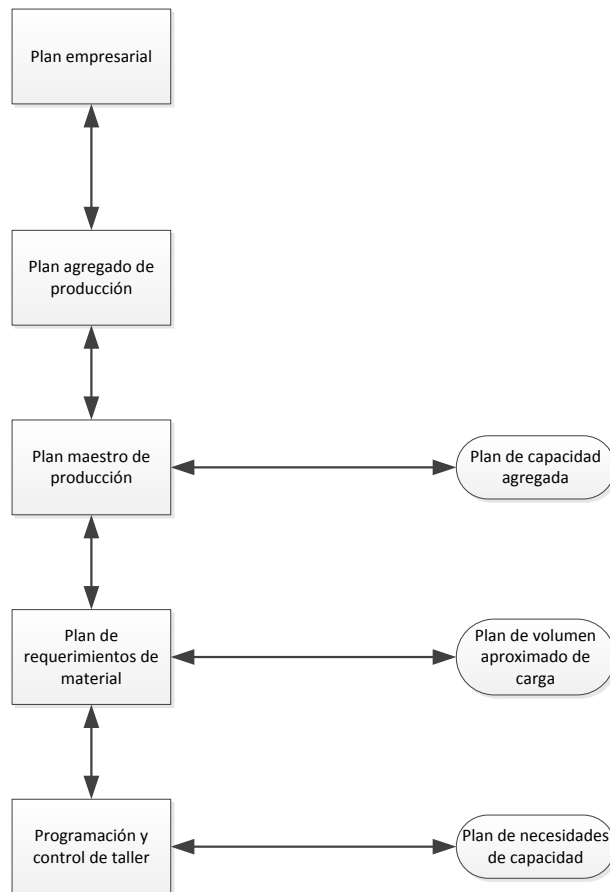 Plan empresarial
Plan agregado de
producción
Plan maestro de
producción
Plan de capacidad
agregada
Plan de
requerimientos de
material
Plan de volumen
aproximado de
carga
Programación y
control de taller
Plan de necesidades
de capacidad